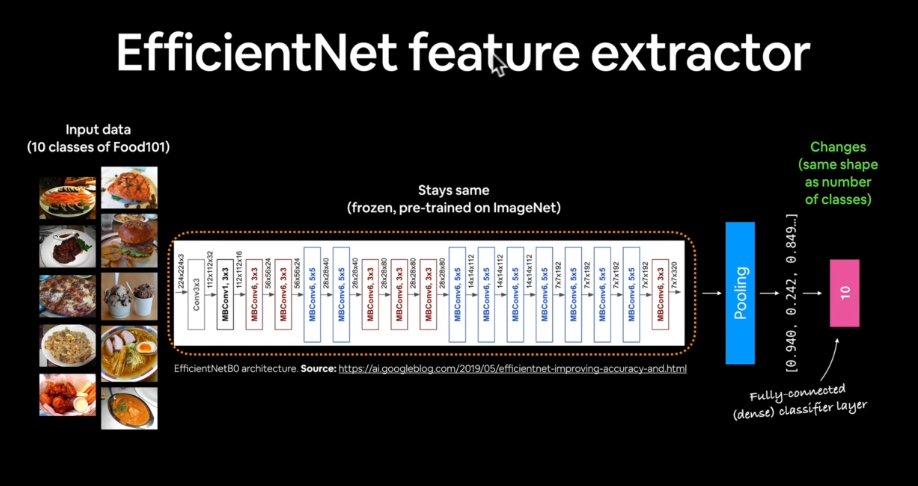 EfficientNet feature extractor
Input data
(10 classes of Food101)
Stays same
(frozen, pre-trained on ImageNet)
Changes
(same shape
as number
of classes)
224x224x3
Conv3x3
112x112x32
MBConv1, 3x3
112x112x16
MBConv6, 3x3
56x56x24
MBConv6, 3x3
56x56x24
MBConv6, 5x5
28x28x40
MBConv6, 5x5
28x28x40
MBConv6, 3x3
28x28x80
MBConv6, 3x3
28x28x80
MBConv6, 3x3
28x28x80
MBConv6, 5x5
14x14x112
MBConv6, 5x5
14x14x112
MBConv6, 5x5
14x14x112
MBConv6, 5x5
7x7x192
MBConv6, 5x5
7x7x192
MBConv6, 5x5
7x7x192
MBConv6, 5x5
7x7x192
MBConv6, 3x3
7x7x320
Pooling
[0.940, 0.242, 0.849…]
10
EfficientNetB0 architecture. Source: https://ai.googleblog.com/2019/05/efficientnet-improving-accuracy-and.html
Fully-connected
(dense) classifier layer